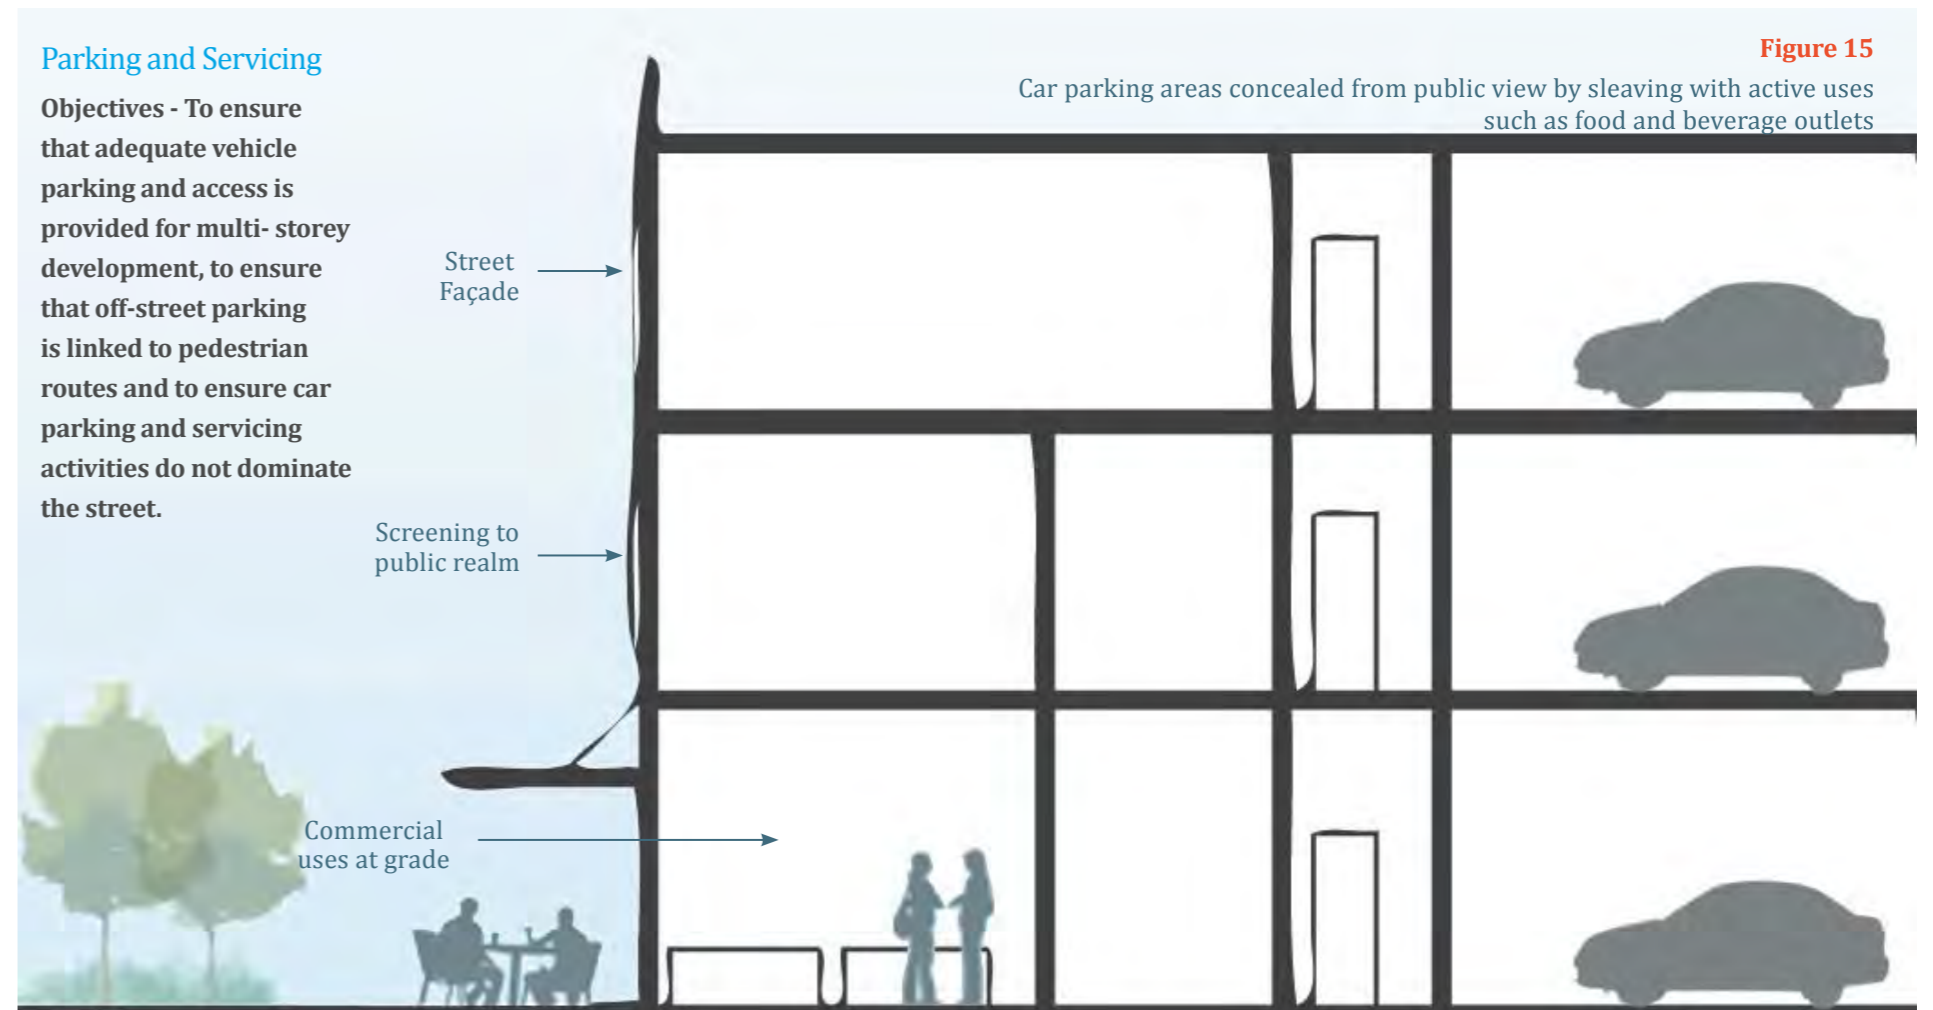 Parking and Servicing
Objectives - To ensure
that adequate vehicle
parking and access is
provided for multi- storey
development, to ensure
that off-street parking
is linked to pedestrian
routes and to ensure car
parking and servicing
activities do not dominate
the street.
Figure 15
Car parking areas concealed from public view by sleaving with active uses
such as food and beverage outlets
Street
Façade
Screening to
public realm
Commercial
uses at grade